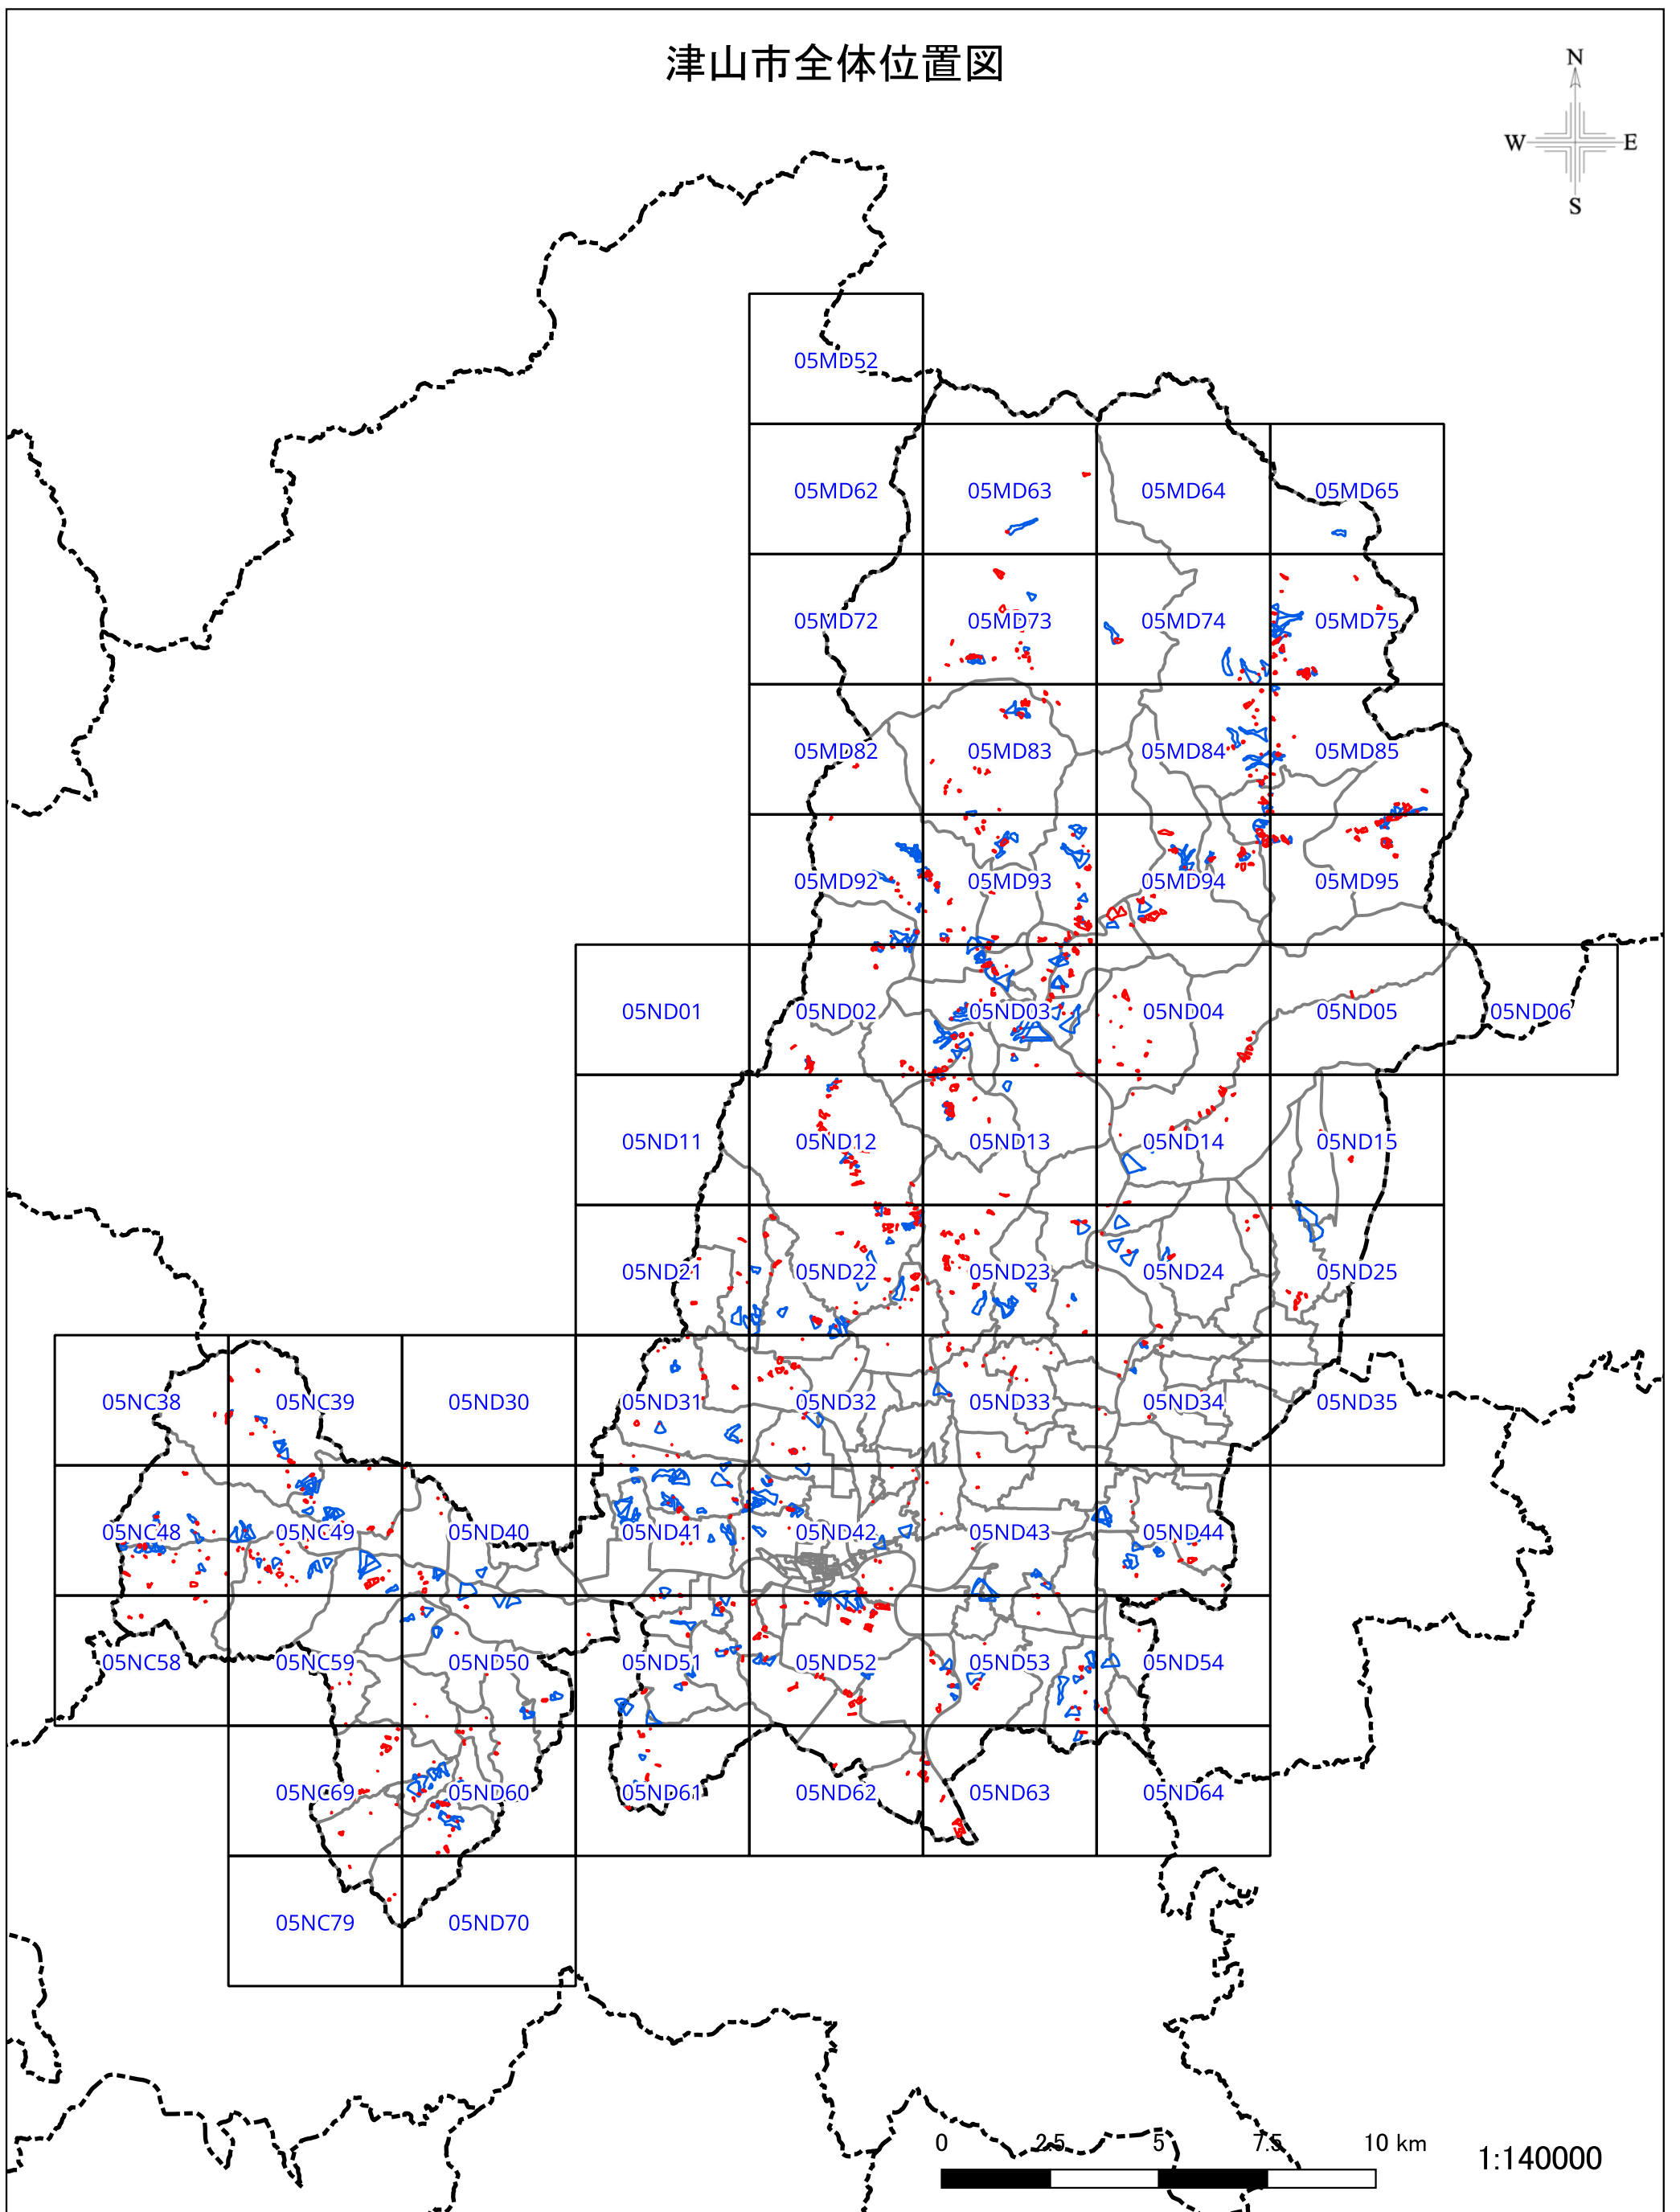 津山市全体位置図
N
W E
S
05MD52
05MD62 05MD63 05MD64 05MD65
05MD72 05MD73 05MD74 05MD75
05MD82 05MD83 05MD84 05MD85
05MD92 05MD93 05MD94 05MD95
05ND01 05ND02 05ND03 05ND04 05ND05 05ND06
05ND11 05ND12 05ND13 05ND14 05ND15
05ND21 05ND22 05ND23 05ND24 05ND25
05NC38 05NC39 05ND30 05ND31 05ND32 05ND33 05ND34 05ND35
05NC48 05NC49 05ND40 05ND41 05ND42 05ND43 05ND44
05NC58 05NC59 05ND50 05ND51 05ND52 05ND53 05ND54
05NC69 05ND60 05ND61 05ND62 05ND63 05ND64
05NC79 05ND70
0 2.5 5 7.5 10 km
1:140000